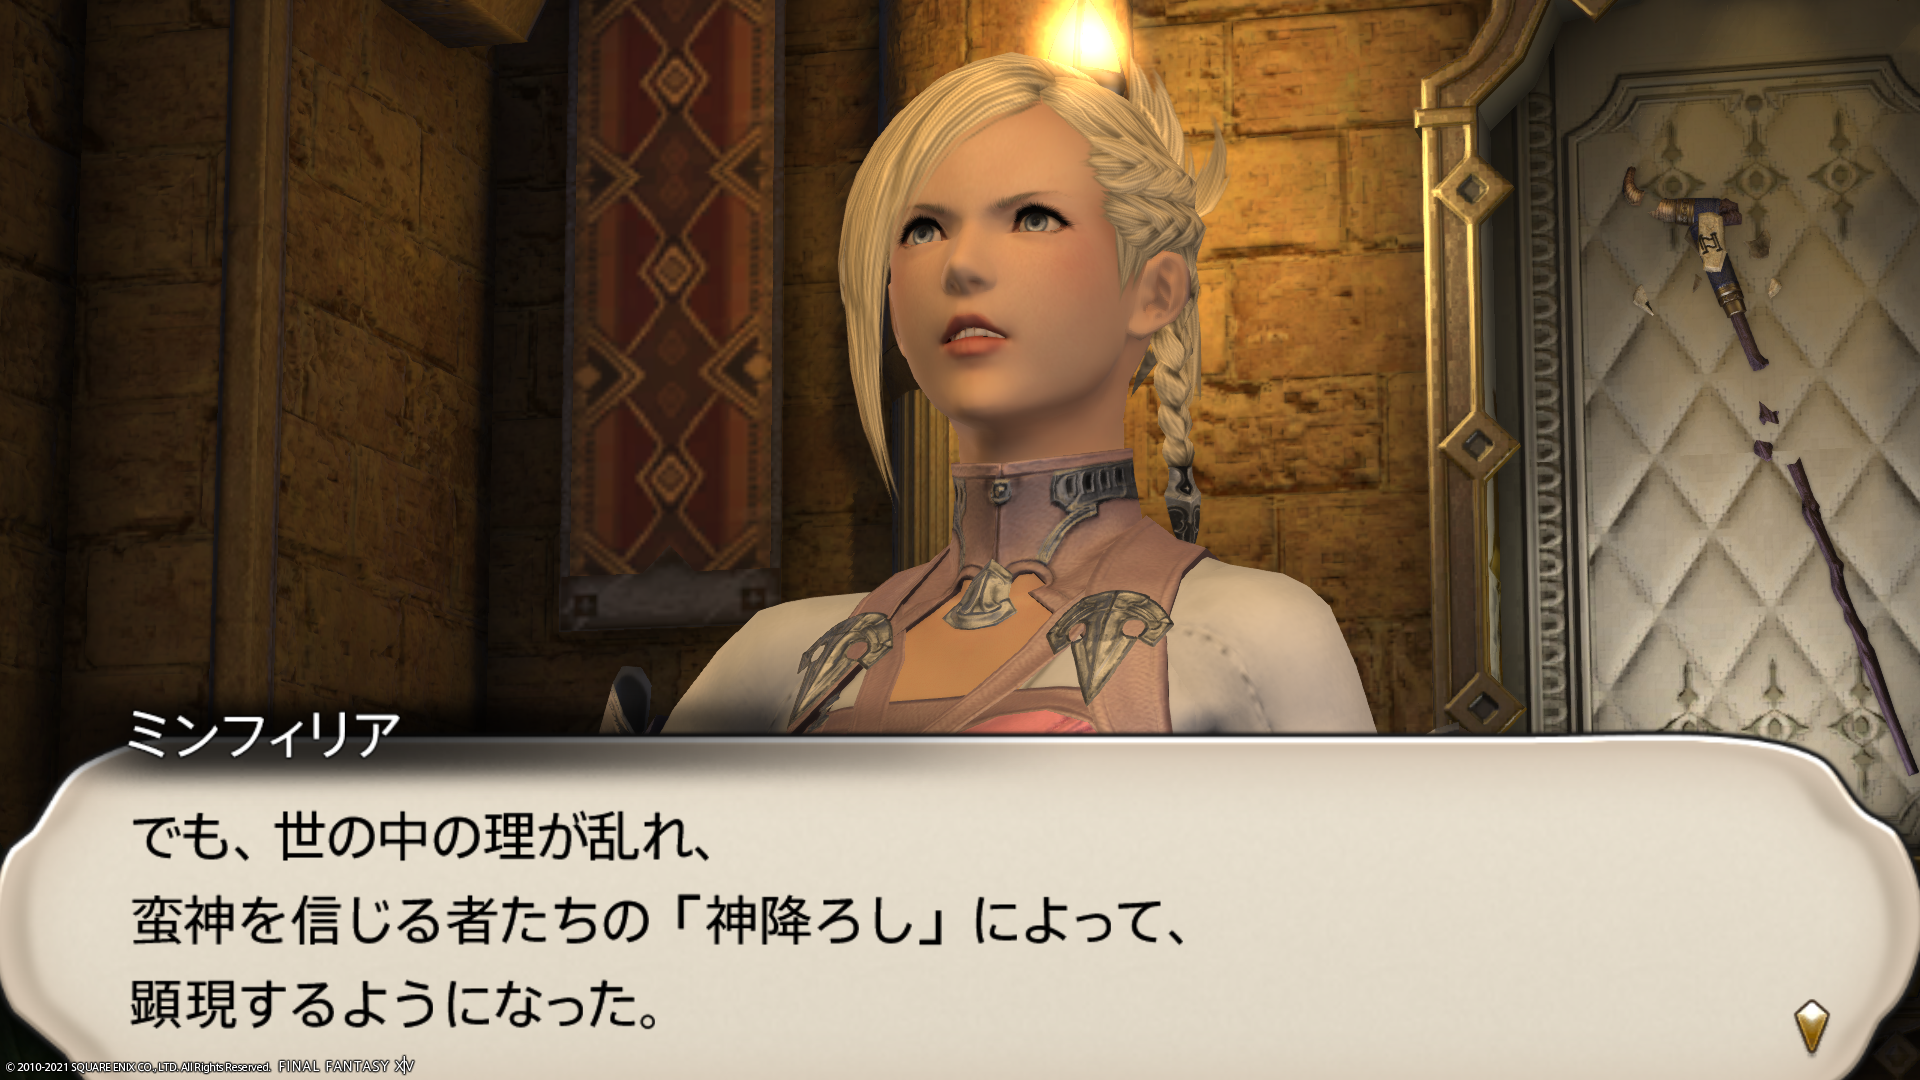 ミンフィリア
でも、世の中の理が乱れ、
蛮神を信じる者たちの「神降ろし」によって、
顕現するようになった。
© 2010-2021 SQUARE ENIX CO., LTD. All Rights Reserved. FINAL FANTASY XIV